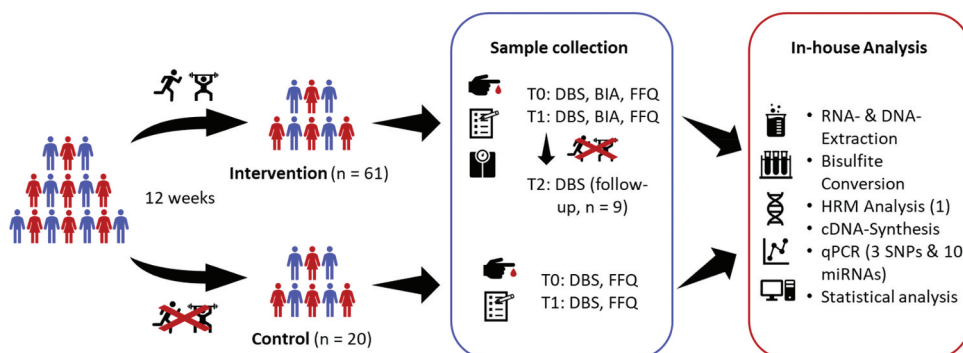 12 weeks
Intervention (n = 61)
Control (n = 20)
Sample collection
T0: DBS, BIA, FFQ
T1: DBS, BIA, FFQ
T2: DBS (follow-
up, n = 9)
T0: DBS, FFQ
T1: DBS, FFQ
In-house Analysis
• RNA- & DNA-
Extraction
• Bisulfite
Conversion
• HRM Analysis (1)
• cDNA-Synthesis
• qPCR (3 SNPs & 10
miRNAs)
• Statistical analysis